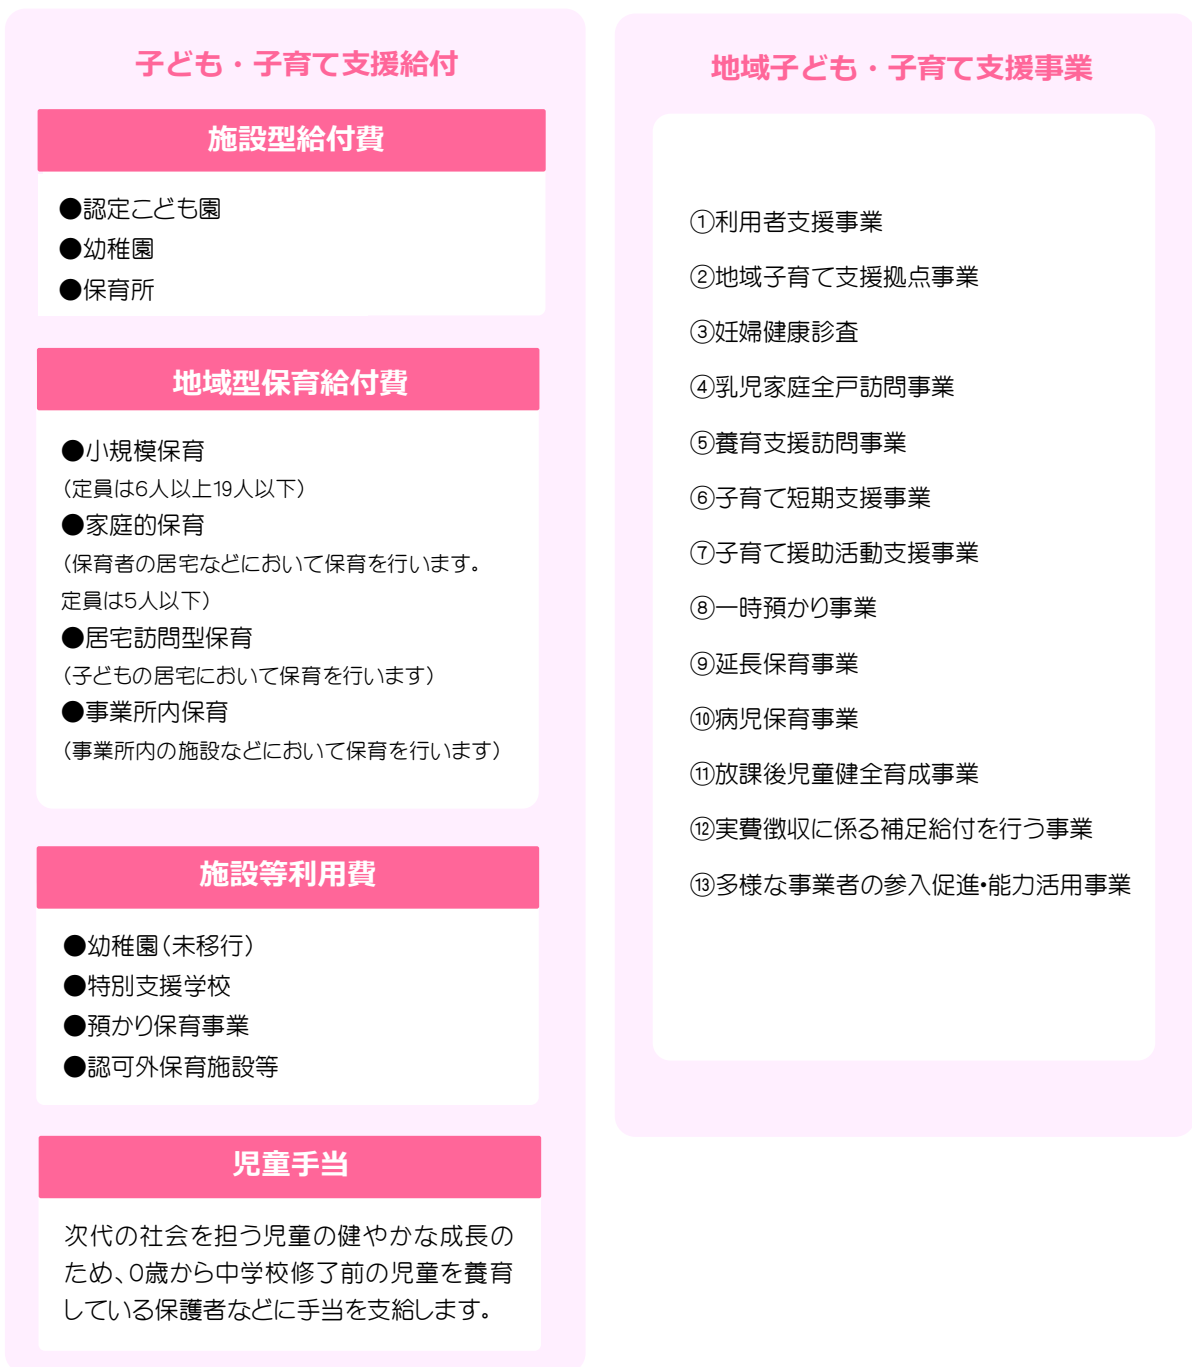 子ども・子育て支援給付
施設型給付費
●認定こども園
●幼稚園
●保育所
地域型保育給付費
●小規模保育
（定員は6人以上19人以下）
●家庭的保育
（保育者の居宅などにおいて保育を行います。
定員は5人以下）
●居宅訪問型保育
（子どもの居宅において保育を行います）
●事業所内保育
（事業所内の施設などにおいて保育を行います）
施設等利用費
●幼稚園（未移行）
●特別支援学校
●預かり保育事業
●認可外保育施設等
児童手当
次代の社会を担う児童の健やかな成長の
ため、0歳から中学校修了前の児童を養育
している保護者などに手当を支給します。
地域子ども・子育て支援事業
①利用者支援事業
②地域子育て支援拠点事業
③妊婦健康診査
④乳児家庭全戸訪問事業
⑤養育支援訪問事業
⑥子育て短期支援事業
⑦子育て援助活動支援事業
⑧一時預かり事業
⑨延長保育事業
⑩病児保育事業
⑪放課後児童健全育成事業
⑫実費徴収に係る補足給付を行う事業
⑬多様な事業者の参入促進・能力活用事業